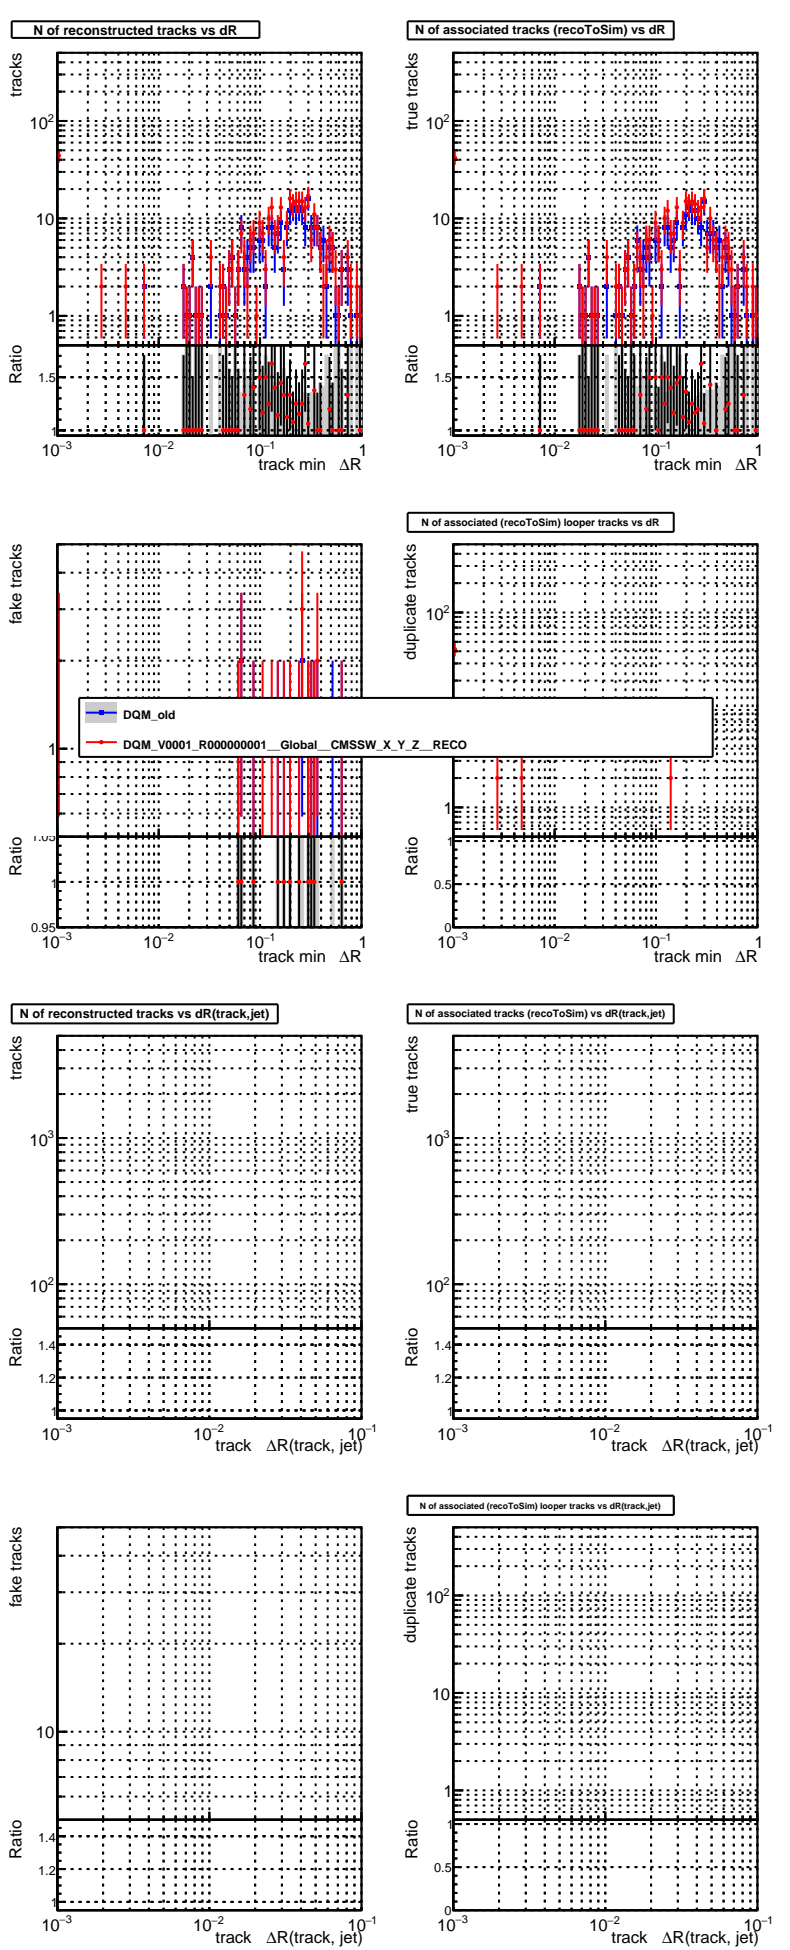 N of reconstructed tracks vs dR
tracks
10²
10
1
Ratio
1.5
1
10⁻³ 10⁻² 10⁻¹ 1
track min ΔR
N of associated tracks (recoToSim) vs dR
true tracks
10²
10
1
Ratio
1.5
1
10⁻³ 10⁻² 10⁻¹ 1
track min ΔR
fake tracks
1
Ratio
1.05
1
0.95
10⁻³ 10⁻² 10⁻¹ 1
track min ΔR
N of associated (recoToSim) looper tracks vs dR
duplicate tracks
10²
1
Ratio
1
0.5
0
10⁻³ 10⁻² 10⁻¹ 1
track min ΔR
DQM_old
DQM_V0001_R000000001__Global__CMSSW_X_Y_Z__RECO
N of reconstructed tracks vs dR(track,jet)
tracks
10³
10²
Ratio
1.4
1.2
1
10⁻³ 10⁻² 10⁻¹
track ΔR(track, jet)
N of associated tracks (recoToSim) vs dR(track,jet)
true tracks
10³
10²
Ratio
1.4
1.2
1
10⁻³ 10⁻² 10⁻¹
track ΔR(track, jet)
fake tracks
10
Ratio
1.4
1.2
1
10⁻³ 10⁻² 10⁻¹
track ΔR(track, jet)
N of associated (recoToSim) looper tracks vs dR(track,jet)
duplicate tracks
10²
10
1
Ratio
1
0.5
0
10⁻³ 10⁻² 10⁻¹
track ΔR(track, jet)